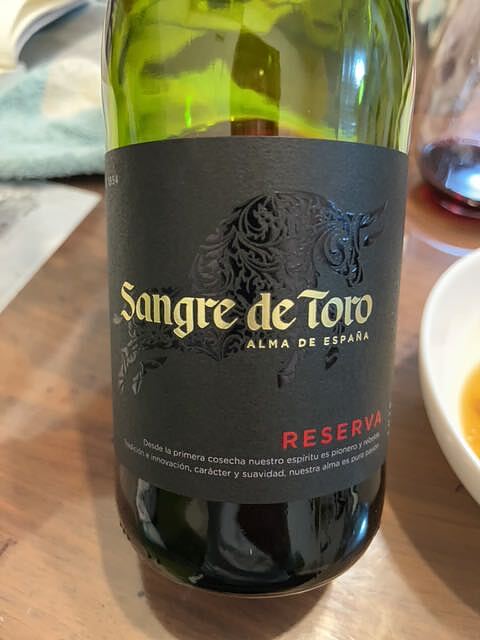 Sangre de Toro
ALMA DE ESPAÑA
RESERVA
Desde la primera cosecha nuestro espíritu es pionero y rebelde.
Tradición e innovación, carácter y suavidad, nuestra alma es pura pasión.